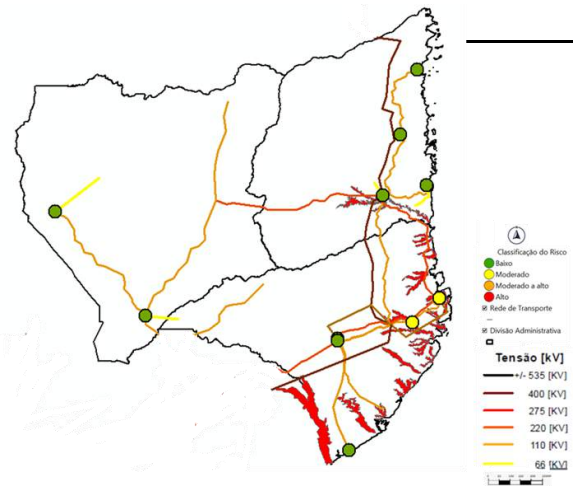 Classificação do Risco
Baixo
Moderado
Moderado a alto
Alto
Rede de Transporte
Divisão Administrativa
Tensão [kV]
+/- 535 [KV]
400 [KV]
275 [KV]
220 [KV]
110 [KV]
66 [KV]